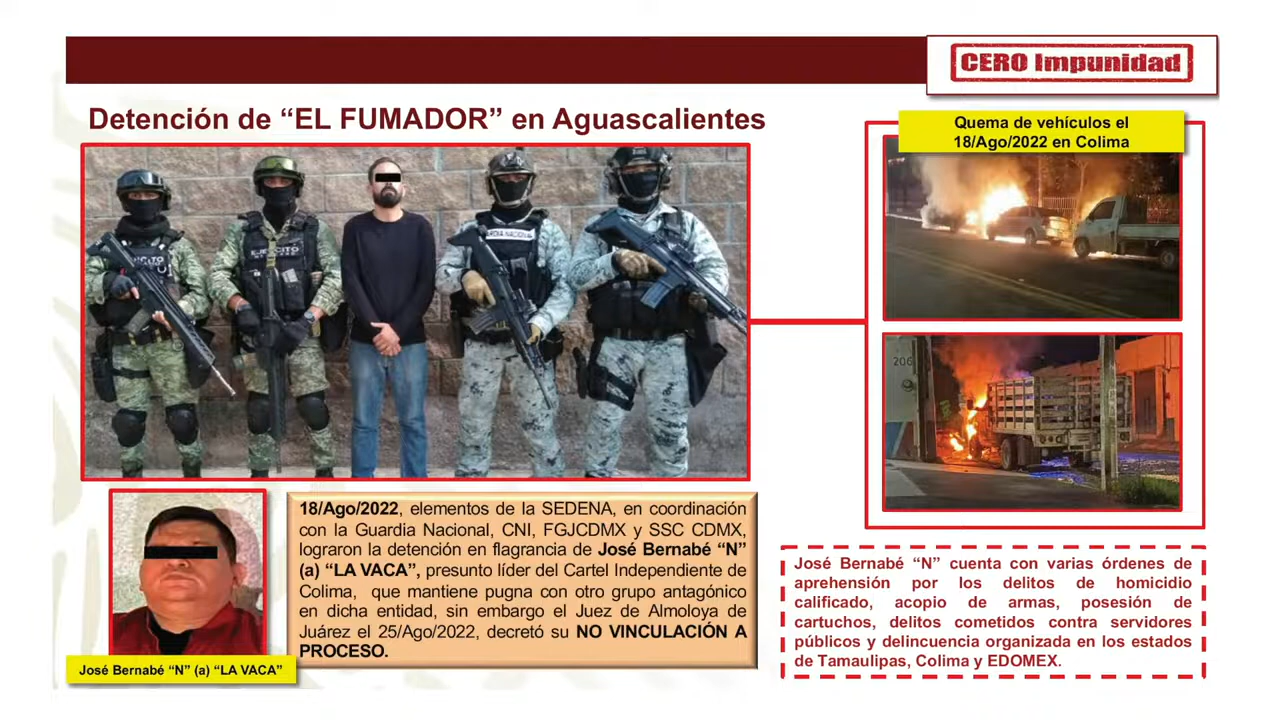 CERO Impunidad
Detención de “EL FUMADOR” en Aguascalientes
Quema de vehículos el
18/Ago/2022 en Colima
EJERCITO
GUARDIA NACIONAL
206
18/Ago/2022, elementos de la SEDENA, en coordinación
con la Guardia Nacional, CNI, FGJCDMX y SSC CDMX,
lograron la detención en flagrancia de José Bernabé “N”
(a) “LA VACA”, presunto líder del Cartel Independiente de
Colima, que mantiene pugna con otro grupo antagónico
en dicha entidad, sin embargo el Juez de Almoloya de
Juárez el 25/Ago/2022, decretó su NO VINCULACIÓN A
PROCESO.
José Bernabé “N” (a) “LA VACA”
José Bernabé “N” cuenta con varias órdenes de
aprehensión por los delitos de homicidio
calificado, acopio de armas, posesión de
cartuchos, delitos cometidos contra servidores
públicos y delincuencia organizada en los estados
de Tamaulipas, Colima y EDOMEX.